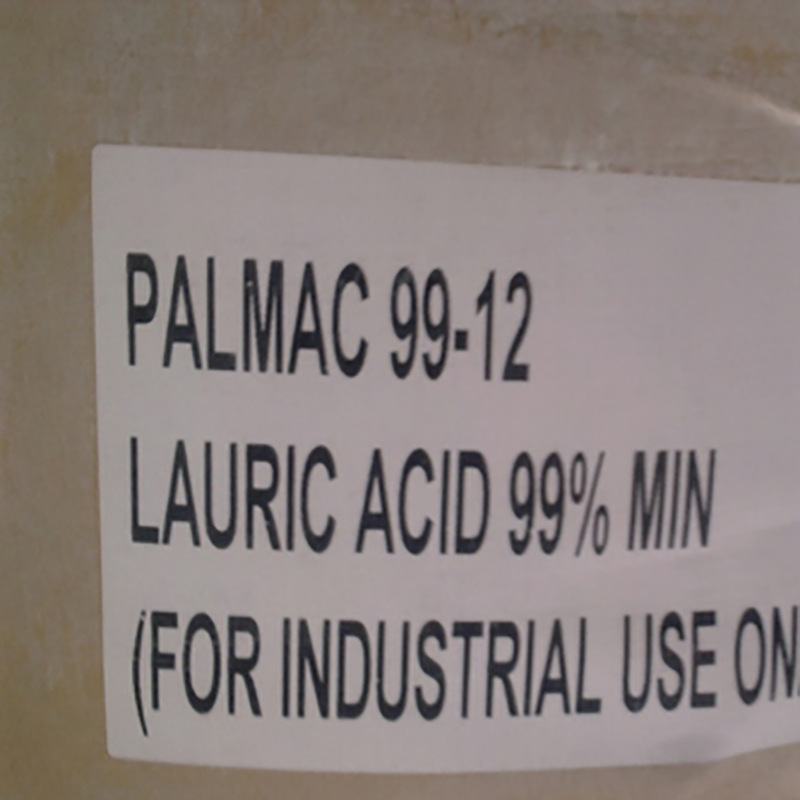 PALMAC 99-12
LAURIC ACID 99% MIN
(FOR INDUSTRIAL USE